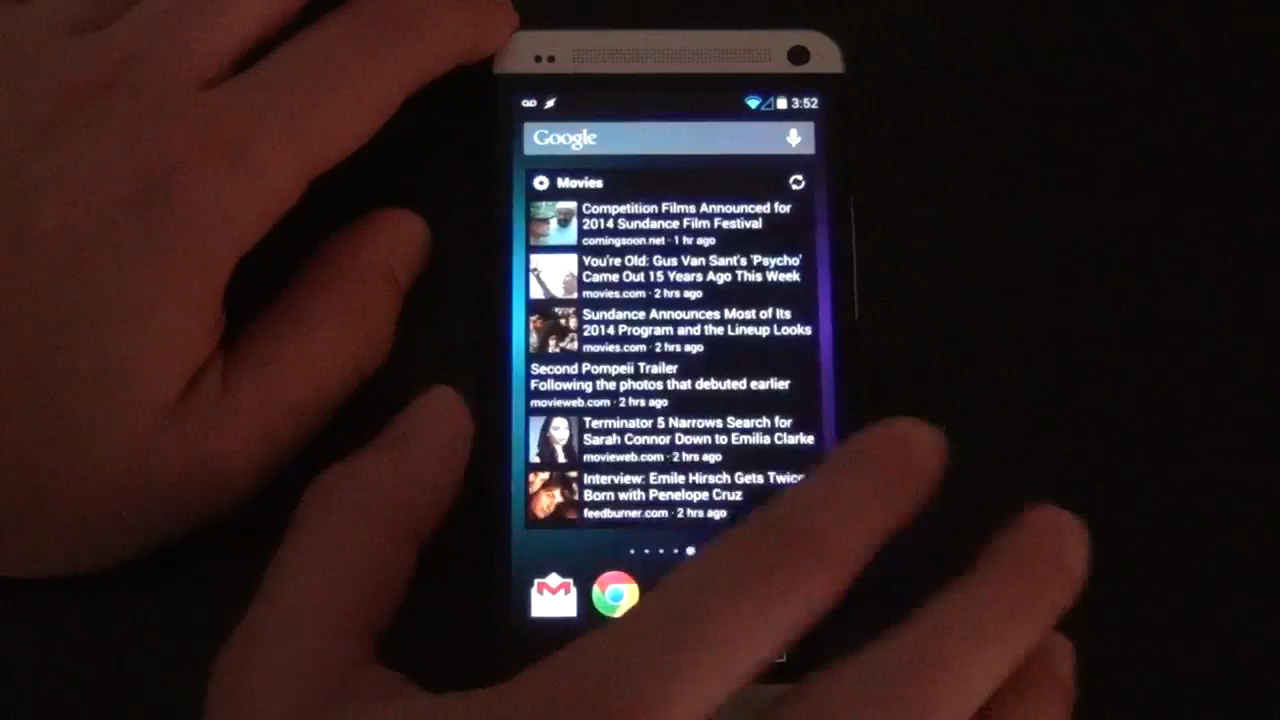 3:52
Google
Movies
Competition Films Announced for
2014 Sundance Film Festival
comingsoon.net · 1 hr ago
You're Old: Gus Van Sant's 'Psycho'
Came Out 15 Years Ago This Week
movies.com · 2 hrs ago
Sundance Announces Most of Its
2014 Program and the Lineup Looks
movies.com · 2 hrs ago
Second Pompeii Trailer
Following the photos that debuted earlier
movieweb.com · 2 hrs ago
Terminator 5 Narrows Search for
Sarah Connor Down to Emilia Clarke
movieweb.com · 2 hrs ago
Interview: Emile Hirsch Gets Twice
Born with Penelope Cruz
feedburner.com · 2 hrs ago